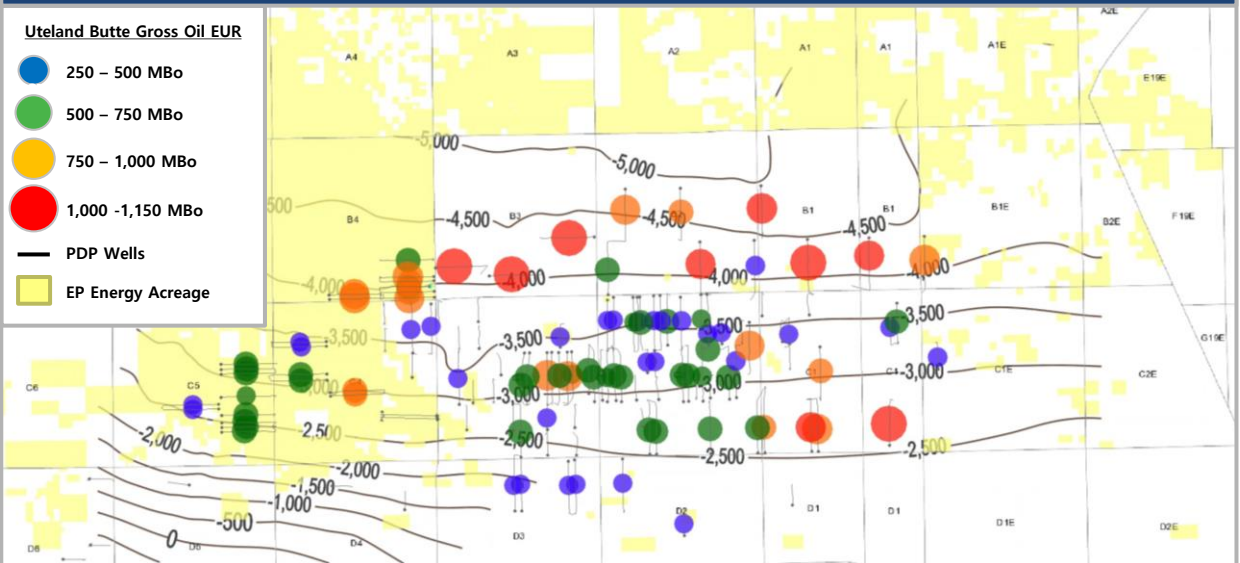 Uteland Butte Gross Oil EUR
250 – 500 MBo
500 – 750 MBo
750 – 1,000 MBo
1,000 -1,150 MBo
PDP Wells
EP Energy Acreage
A2E
A4
A3
A2
A1
A1
A1E
E19E
-5,000
-5,000
500
B4
-4,500
B3
-4,500
B1
B1
-4,500
B1E
B2E
F19E
-4,000
-4,000
-4,000
-4,000
-3,500
3,500
-3,500
G19E
C6
C5
-3,000
-3,000
-3,000
C1E
C2E
-2,000
-2,500
-2,500
-2,500
-2,500
-2,000
-1,500
-1,000
-500
0
D6
D4
D3
D2
D1
D1
D1E
D2E